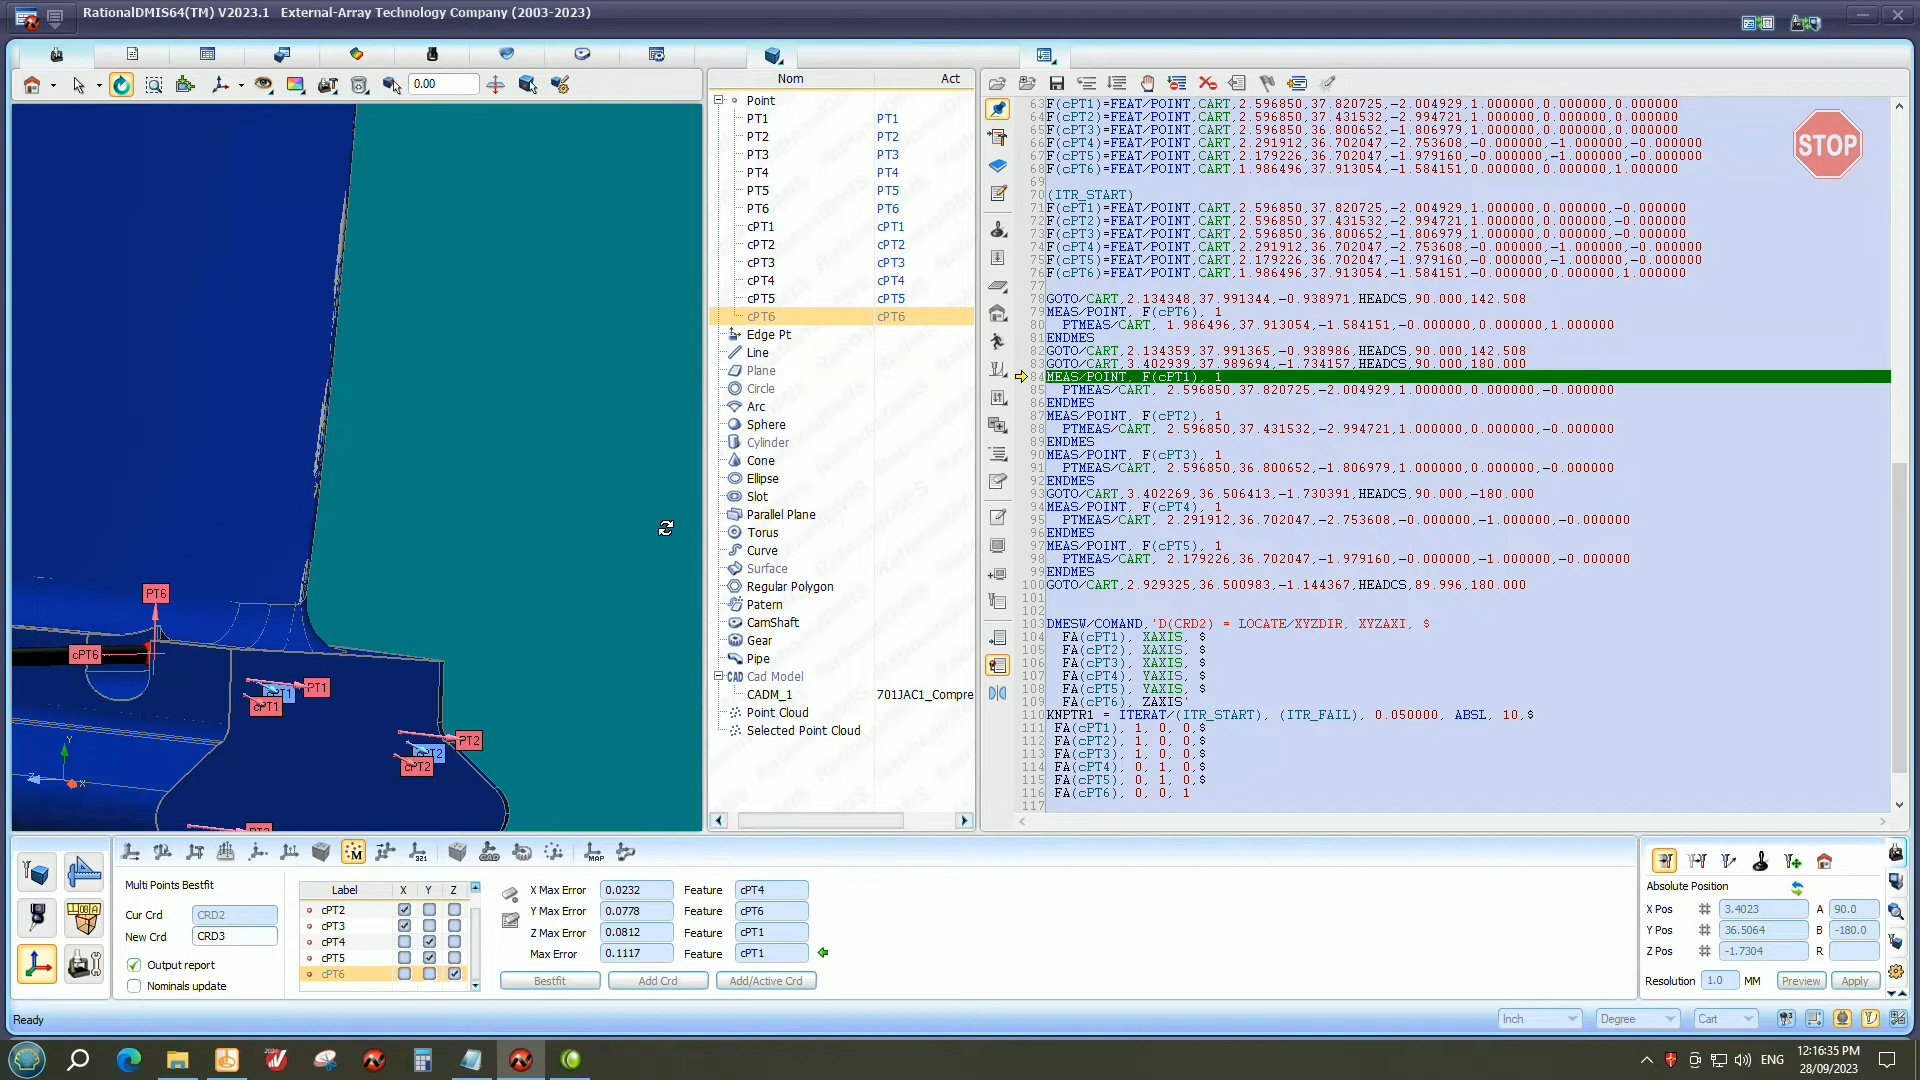 RationalDMIS64(TM) V2023.1 External-Array Technology Company (2003-2023)
0.00
Nom Act
Point
PT1 PT1
PT2 PT2
PT3 PT3
PT4 PT4
PT5 PT5
PT6 PT6
cPT1 cPT1
cPT2 cPT2
cPT3 cPT3
cPT4 cPT4
cPT5 cPT5
cPT6 cPT6
Edge Pt
Line
Plane
Circle
Arc
Sphere
Cylinder
Cone
Ellipse
Slot
Parallel Plane
Torus
Curve
Surface
Regular Polygon
Patern
CamShaft
Gear
Pipe
CAD Cad Model
CADM_1 701JAC1_Compre
Point Cloud
Selected Point Cloud
63 F(cPT1)=FEAT/POINT,CART,2.596850,37.820725,-2.004929,1.000000,0.000000,0.000000
64 F(cPT2)=FEAT/POINT,CART,2.596850,37.431532,-2.994721,1.000000,0.000000,0.000000
65 F(cPT3)=FEAT/POINT,CART,2.596850,36.800652,-1.806979,1.000000,0.000000,0.000000
66 F(cPT4)=FEAT/POINT,CART,2.291912,36.702047,-2.753608,-0.000000,-1.000000,-0.000000
67 F(cPT5)=FEAT/POINT,CART,2.179226,36.702047,-1.979160,-0.000000,-1.000000,-0.000000
68 F(cPT6)=FEAT/POINT,CART,1.986496,37.913054,-1.584151,-0.000000,0.000000,1.000000
69
70 (ITR_START)
71 F(cPT1)=FEAT/POINT,CART,2.596850,37.820725,-2.004929,1.000000,0.000000,-0.000000
72 F(cPT2)=FEAT/POINT,CART,2.596850,37.431532,-2.994721,1.000000,0.000000,-0.000000
73 F(cPT3)=FEAT/POINT,CART,2.596850,36.800652,-1.806979,1.000000,0.000000,-0.000000
74 F(cPT4)=FEAT/POINT,CART,2.291912,36.702047,-2.753608,-0.000000,-1.000000,-0.000000
75 F(cPT5)=FEAT/POINT,CART,2.179226,36.702047,-1.979160,-0.000000,-1.000000,-0.000000
76 F(cPT6)=FEAT/POINT,CART,1.986496,37.913054,-1.584151,-0.000000,0.000000,1.000000
77
78 GOTO/CART,2.134348,37.991344,-0.938971,HEADCS,90.000,142.508
79 MEAS/POINT, F(cPT6), 1
80 PTMEAS/CART, 1.986496,37.913054,-1.584151,-0.000000,0.000000,1.000000
81 ENDMES
82 GOTO/CART,2.134359,37.991365,-0.938986,HEADCS,90.000,142.508
83 GOTO/CART,3.402939,37.989694,-1.734157,HEADCS,90.000,180.000
84 MEAS/POINT, F(cPT1), 1
85 PTMEAS/CART, 2.596850,37.820725,-2.004929,1.000000,0.000000,-0.000000
86 ENDMES
87 MEAS/POINT, F(cPT2), 1
88 PTMEAS/CART, 2.596850,37.431532,-2.994721,1.000000,0.000000,-0.000000
89 ENDMES
90 MEAS/POINT, F(cPT3), 1
91 PTMEAS/CART, 2.596850,36.800652,-1.806979,1.000000,0.000000,-0.000000
92 ENDMES
93 GOTO/CART,3.402269,36.506413,-1.730391,HEADCS,90.000,-180.000
94 MEAS/POINT, F(cPT4), 1
95 PTMEAS/CART, 2.291912,36.702047,-2.753608,-0.000000,-1.000000,-0.000000
96 ENDMES
97 MEAS/POINT, F(cPT5), 1
98 PTMEAS/CART, 2.179226,36.702047,-1.979160,-0.000000,-1.000000,-0.000000
99 ENDMES
100 GOTO/CART,2.929325,36.500983,-1.144367,HEADCS,89.996,180.000
101
102
103 DMESW/COMAND,'D(CRD2) = LOCATE/XYZDIR, XYZAXI, $
104 FA(cPT1), XAXIS, $
105 FA(cPT2), XAXIS, $
106 FA(cPT3), XAXIS, $
107 FA(cPT4), YAXIS, $
108 FA(cPT5), YAXIS, $
109 FA(cPT6), ZAXIS'
110 KNPTR1 = ITERAT/(ITR_START), (ITR_FAIL), 0.050000, ABSL, 10,$
111 FA(cPT1), 1, 0, 0,$
112 FA(cPT2), 1, 0, 0,$
113 FA(cPT3), 1, 0, 0,$
114 FA(cPT4), 0, 1, 0,$
115 FA(cPT5), 0, 1, 0,$
116 FA(cPT6), 0, 0, 1
117
STOP
PT6
cPT6
PT1
cPT1
PT2
cPT2
Y
Z
X
M
321
CAD
MAP
Multi Points Bestfit
Cur Crd CRD2
New Crd CRD3
Output report
Nominals update
Label X Y Z
cPT2
cPT3
cPT4
cPT5
cPT6
X Max Error 0.0232 Feature cPT4
Y Max Error 0.0778 Feature cPT6
Z Max Error 0.0812 Feature cPT1
Max Error 0.1117 Feature cPT1
Bestfit Add Crd Add/Active Crd
Absolute Position
X Pos 3.4023 A 90.0
Y Pos 36.5064 B -180.0
Z Pos -1.7304 R
Resolution 1.0 MM Preview Apply
Ready
Inch Degree Cart
ENG
12:16:35 PM
28/09/2023